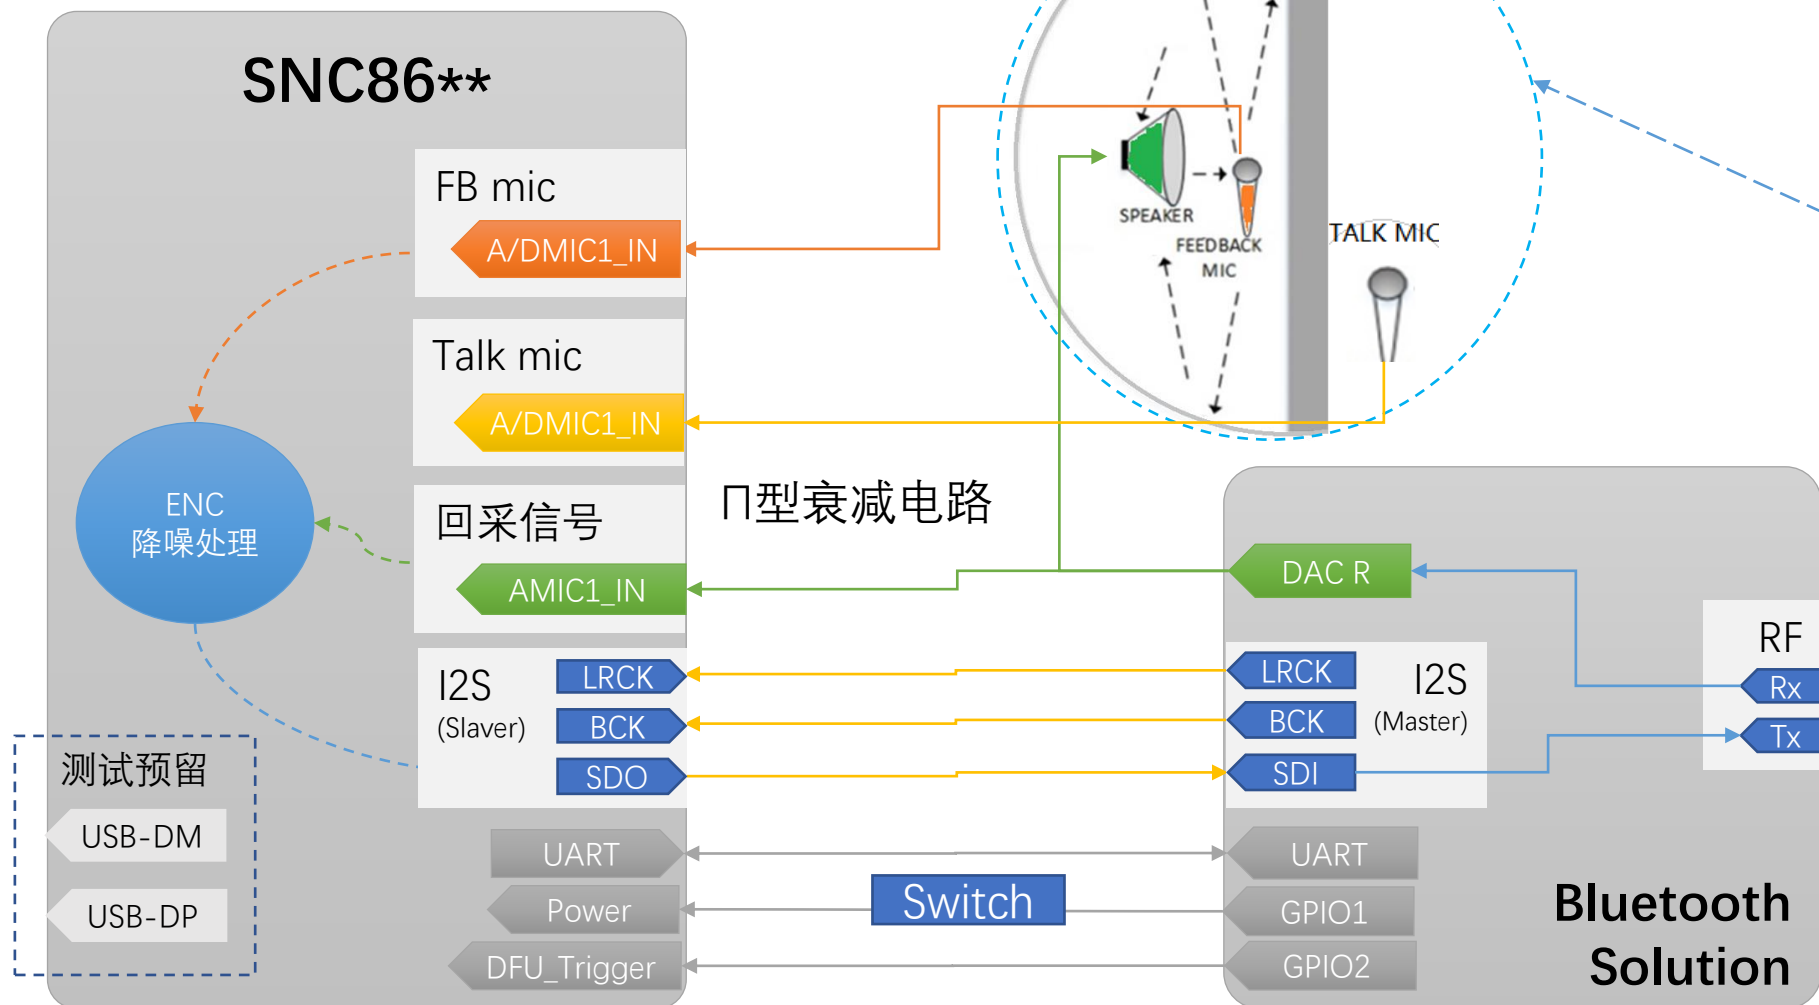 SNC86**
FB mic
A/DMIC1_IN
Talk mic
A/DMIC1_IN
回采信号
AMIC1_IN
ENC
降噪处理
I2S
(Slaver)
LRCK
BCK
SDO
测试预留
USB-DM
USB-DP
UART
Power
DFU_Trigger
Π型衰减电路
Switch
SPEAKER
FEEDBACK
MIC
TALK MIC
DAC R
LRCK
BCK
SDI
I2S
(Master)
RF
Rx
Tx
UART
GPIO1
GPIO2
Bluetooth
Solution